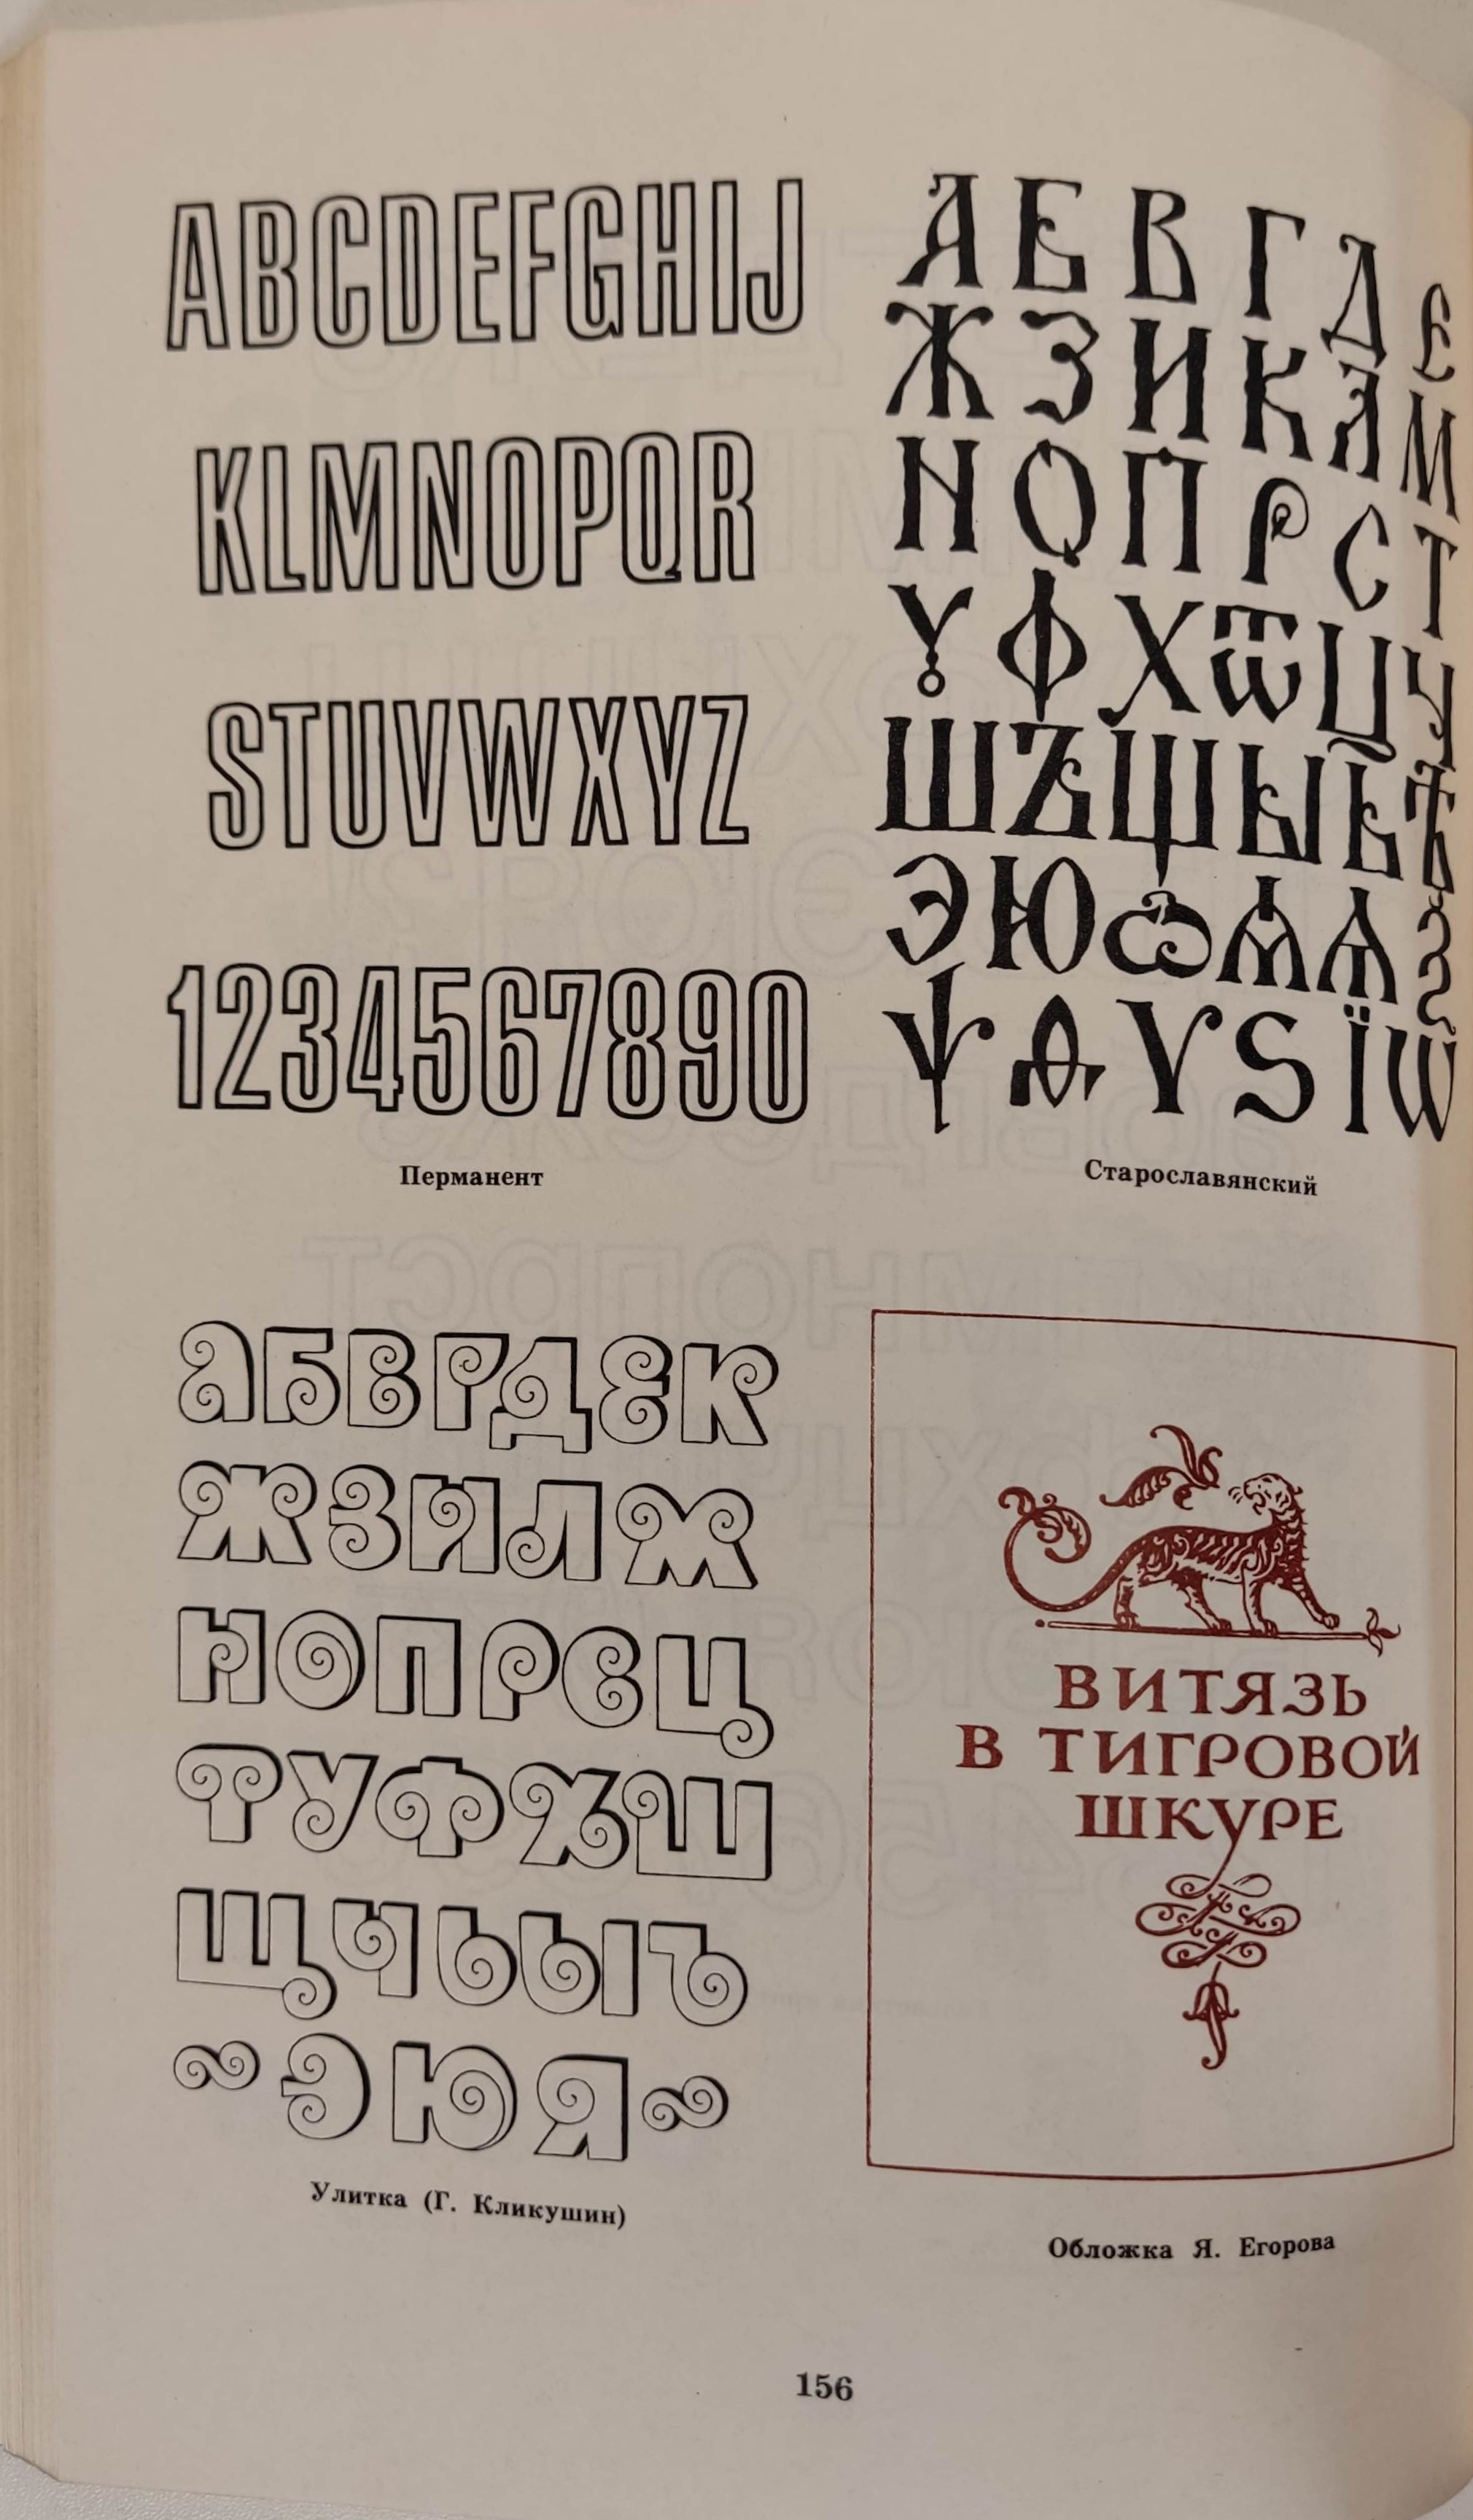 ABCDEFGHIJ
KLMNOPQR
STUVWXYZ
1234567890
Перманент
А Б В Г Д Е
Ж З И К Л М
Н О П Р С Т
У Ф Х Ѿ Ц Ч
Ш Ъ Щ Ы Ь Ѣ
Э Ю Ѽ Ѫ Ѧ Ѯ
Ѱ Ѳ Ѵ Ѕ Ї Ѡ
Старославянский
АБВГДЕК
ЖЗИЛМ
НОПРСЦ
ТУФХШ
ЩЧЬЫЪ
ЭЮЯ
Улитка (Г. Кликушин)
ВИТЯЗЬ
В ТИГРОВОЙ
ШКУРЕ
Обложка Я. Егорова
156